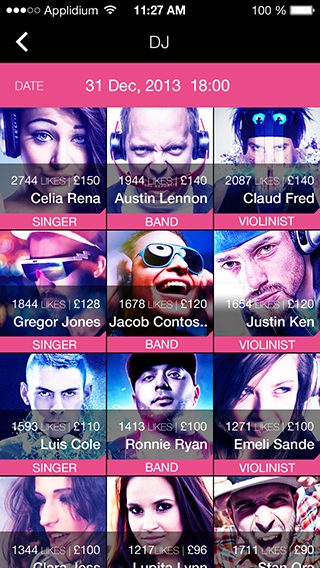 Applidium 11:27 AM 100 %
DJ
DATE 31 Dec, 2013 18:00
2744 LIKES | £150 1944 LIKES | £140 2087 LIKES | £140
Celia Rena Austin Lennon Claud Fred
SINGER BAND VIOLINIST
1844 LIKES | £128 1678 LIKES | £120 1654 LIKES | £120
Gregor Jones Jacob Contos.. Justin Ken
SINGER BAND VIOLINIST
1593 LIKES | £110 1413 LIKES | £100 1271 LIKES | £100
Luis Cole Ronnie Ryan Emeli Sande
SINGER BAND VIOLINIST
1344 LIKES | £100 1217 LIKES | £96 1711 LIKES | £90
Clara Jess Lupita Lynn Stan Ora